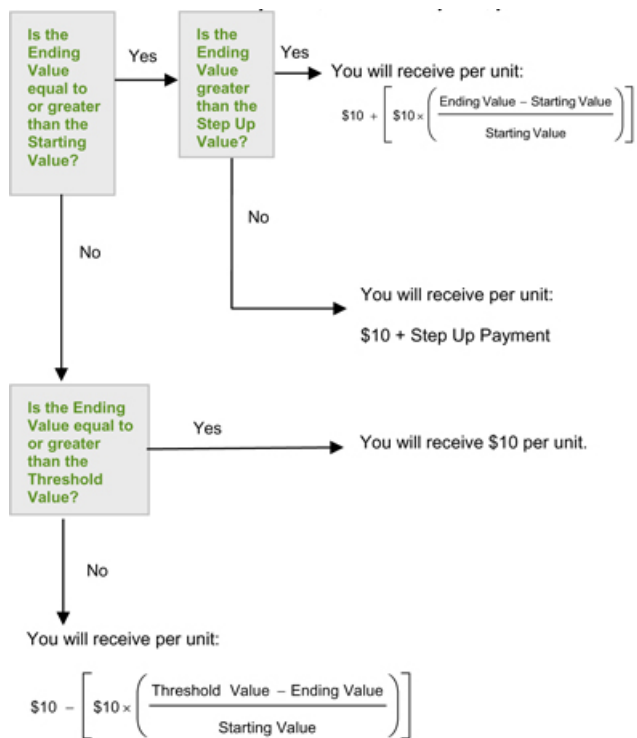 Is the
Ending
Value
equal to
or greater
than the
Starting
Value?
Yes
Is the
Ending
Value
greater
than the
Step Up
Value?
Yes
You will receive per unit:
$10 + [ $10 × ( Ending Value – Starting Value
Starting Value ) ]
No
No
You will receive per unit:
$10 + Step Up Payment
Is the Ending
Value equal to
or greater
than the
Threshold
Value?
Yes
You will receive $10 per unit.
No
You will receive per unit:
$10 – [ $10 × ( Threshold Value – Ending Value
Starting Value ) ]